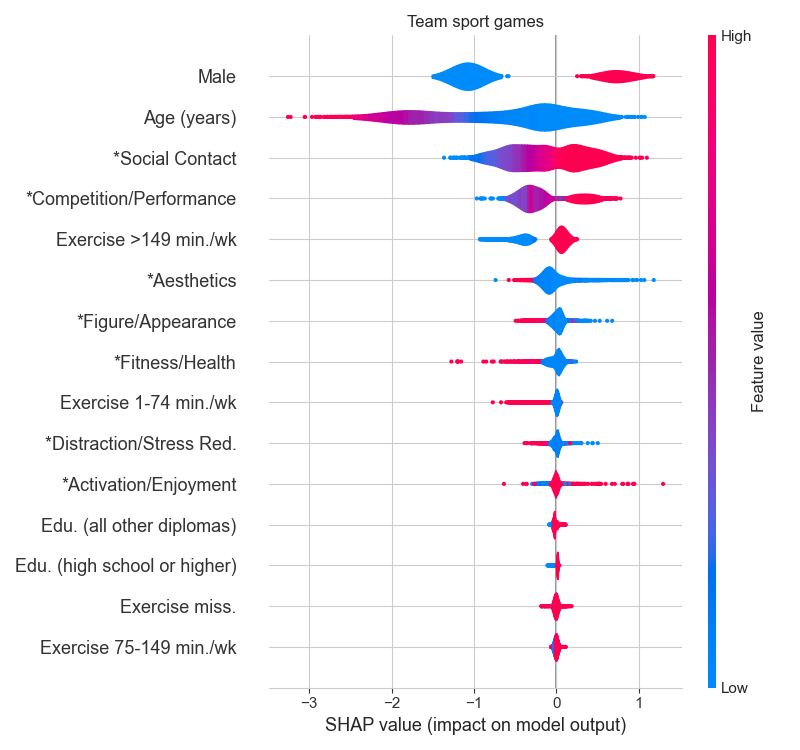 Team sport games
High
Male
Age (years)
*Social Contact
*Competition/Performance
Exercise >149 min./wk
*Aesthetics
*Figure/Appearance
*Fitness/Health
Exercise 1-74 min./wk
*Distraction/Stress Red.
*Activation/Enjoyment
Edu. (all other diplomas)
Edu. (high school or higher)
Exercise miss.
Exercise 75-149 min./wk
Feature value
Low
−3 −2 −1 0 1
SHAP value (impact on model output)